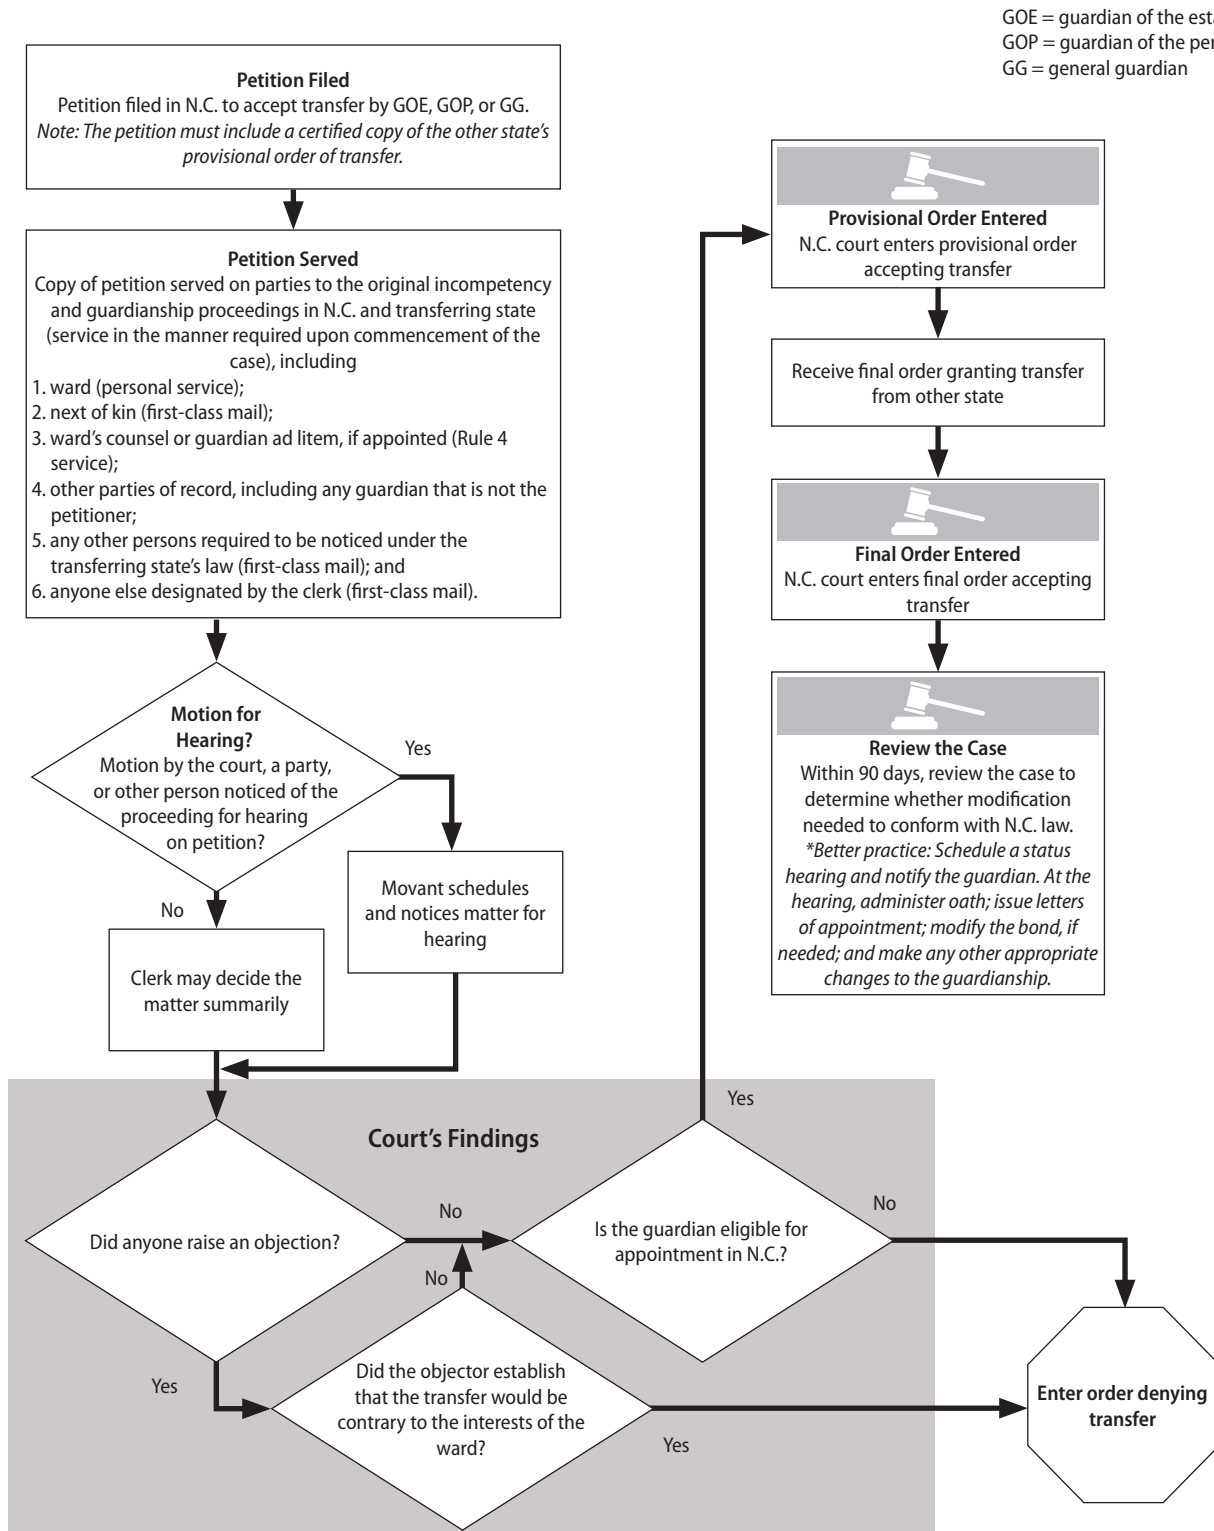 GOE = guardian of the
GOP = guardian of the
GG = general guardian
Petition Filed
Petition filed in N.C. to accept transfer by GOE, GOP, or GG.
Note: The petition must include a certified copy of the other state's
provisional order of transfer.
Petition Served
Copy of petition served on parties to the original incompetency
and guardianship proceedings in N.C. and transferring state
(service in the manner required upon commencement of the
case), including
1. ward (personal service);
2. next of kin (first-class mail);
3. ward's counsel or guardian ad litem, if appointed (Rule 4
service);
4. other parties of record, including any guardian that is not the
petitioner;
5. any other persons required to be noticed under the
transferring state's law (first-class mail); and
6. anyone else designated by the clerk (first-class mail).
Motion for
Hearing?
Motion by the court, a party,
or other person noticed of the
proceeding for hearing
on petition?
Yes
No
Movant schedules
and notices matter for
hearing
Clerk may decide the
matter summarily
Court's Findings
Did anyone raise an objection?
No
Yes
Did the objector establish
that the transfer would be
contrary to the interests of the
ward?
No
Yes
Is the guardian eligible for
appointment in N.C.?
Yes
No
Enter order denying
transfer
Provisional Order Entered
N.C. court enters provisional order
accepting transfer
Receive final order granting transfer
from other state
Final Order Entered
N.C. court enters final order accepting
transfer
Review the Case
Within 90 days, review the case to
determine whether modification
needed to conform with N.C. law.
*Better practice: Schedule a status
hearing and notify the guardian. At the
hearing, administer oath; issue letters
of appointment; modify the bond, if
needed; and make any other appropriate
changes to the guardianship.